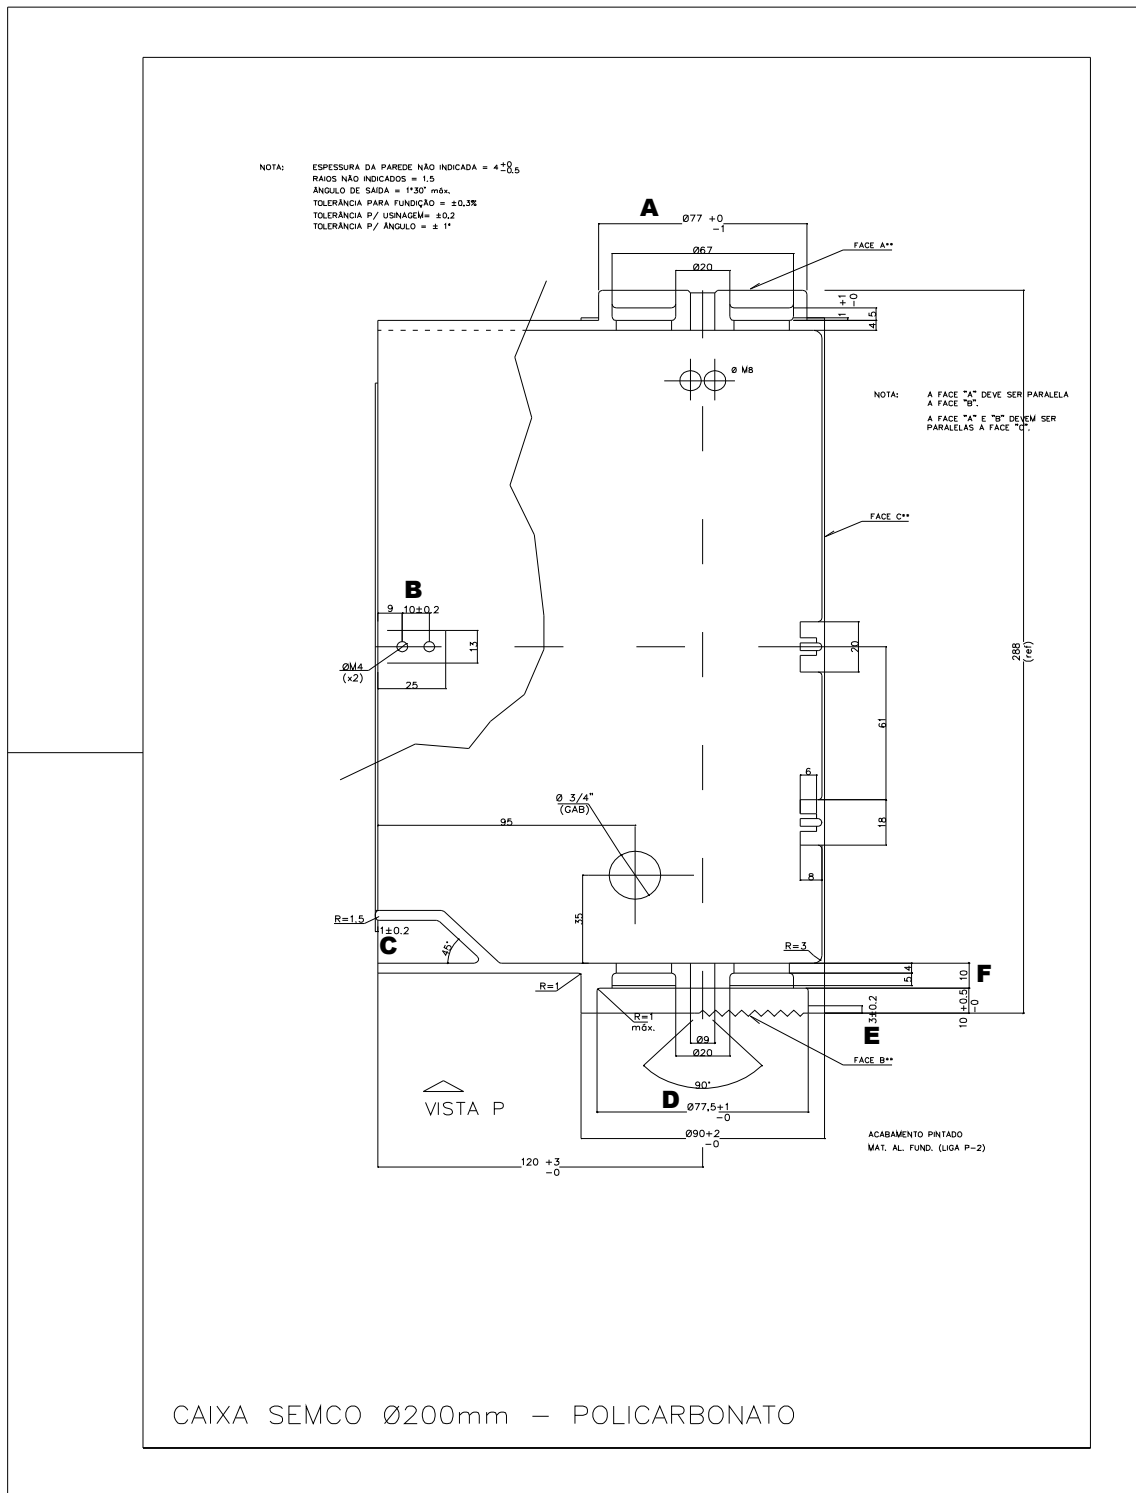 NOTA: ESPESSURA DA PAREDE NÃO INDICADA = 4 +0 -0.5
RAIOS NÃO INDICADOS = 1.5
ÂNGULO DE SAIDA = 1°30' máx.
TOLERÂNCIA PARA FUNDIÇÃO = ±0.3%
TOLERÂNCIA P/ USINAGEM= ±0.2
TOLERÂNCIA P/ ÂNGULO = ± 1°
A
Ø77 +0
-1
FACE A**
Ø67
Ø20
1 +1
-0
5
4
Ø M8
NOTA: A FACE "A" DEVE SER PARALELA
A FACE "B".
A FACE "A" E "B" DEVEM SER
PARALELAS A FACE "C".
FACE C**
B
9
10±0.2
13
ØM4
(x2)
25
20
288
(ref)
61
6
Ø 3/4"
(GAB)
95
18
8
35
R=1.5
1±0.2
C
45°
R=3
5
4
10
F
R=1
R=1
máx.
3±0.2
10 +0.5
-0
E
Ø9
Ø20
FACE B**
90°
D
Ø77.5+1
-0
VISTA P
Ø90+2
-0
ACABAMENTO PINTADO
MAT. AL. FUND. (LIGA P-2)
120 +3
-0
CAIXA SEMCO Ø200mm - POLICARBONATO